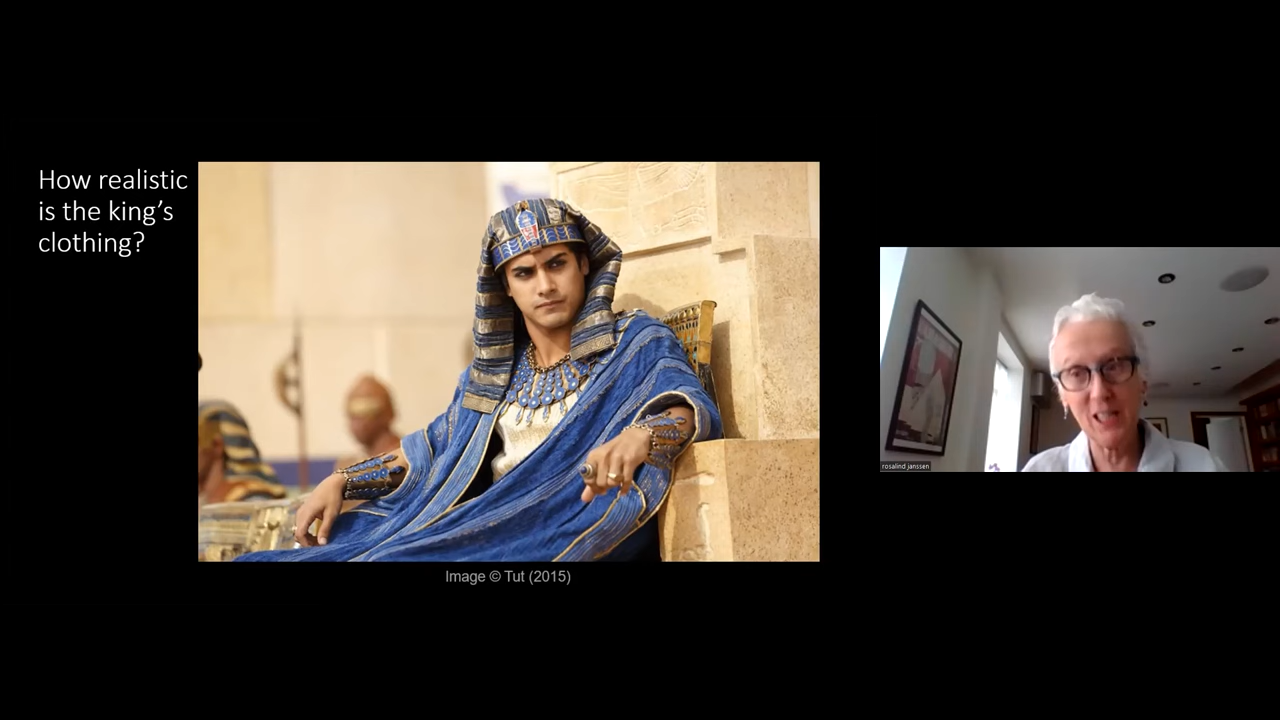 How realistic
is the king’s
clothing?
Image © Tut (2015)
rosalind janssen